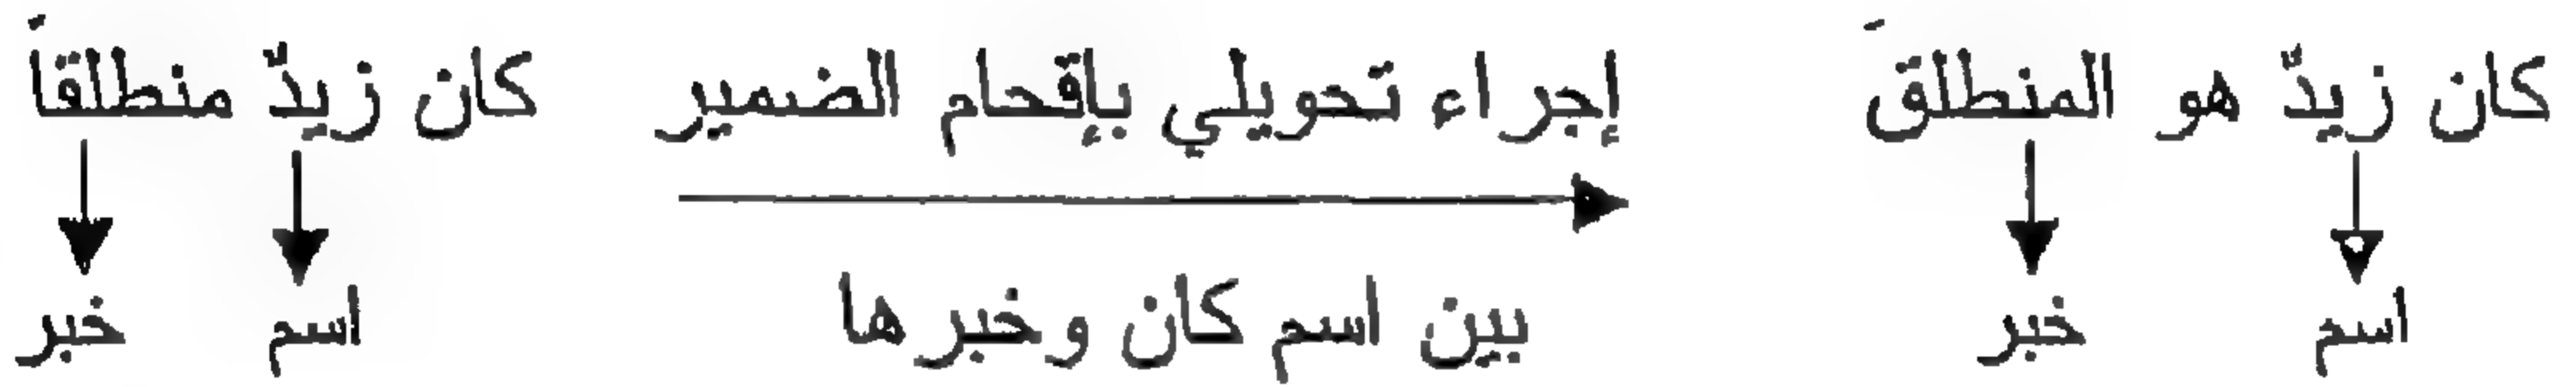 كان زيدٌ هو المنطلقَ إجراء تحويلي بإقحام الضمير كان زيدٌ منطلقاً
اسم خبر بين اسم كان وخبرها اسم خبر